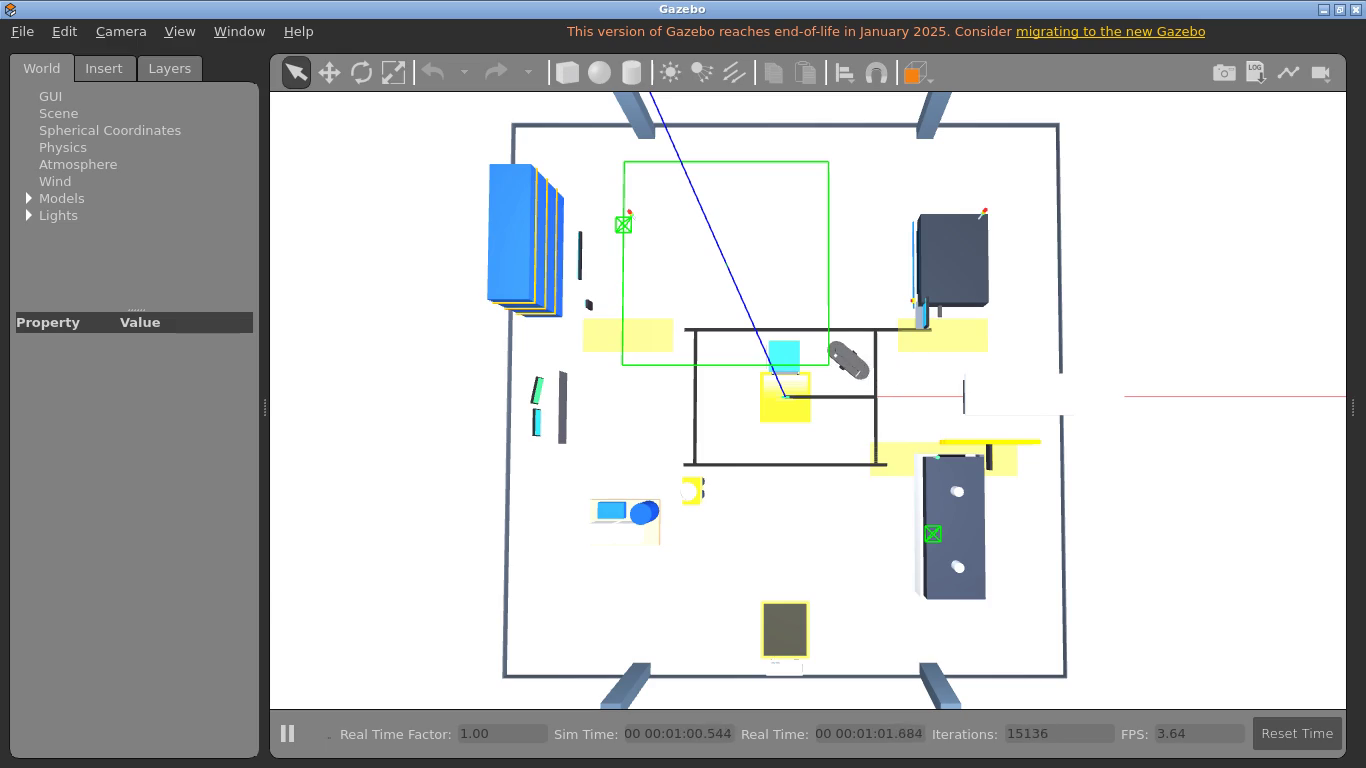 Gazebo
File Edit Camera View Window Help
This version of Gazebo reaches end-of-life in January 2025. Consider migrating to the new Gazebo
World Insert Layers
LOG
GUI
Scene
Spherical Coordinates
Physics
Atmosphere
Wind
Models
Lights
Property Value
Real Time Factor: 1.00 Sim Time: 00 00:01:00.544 Real Time: 00 00:01:01.684 Iterations: 15136 FPS: 3.64 Reset Time